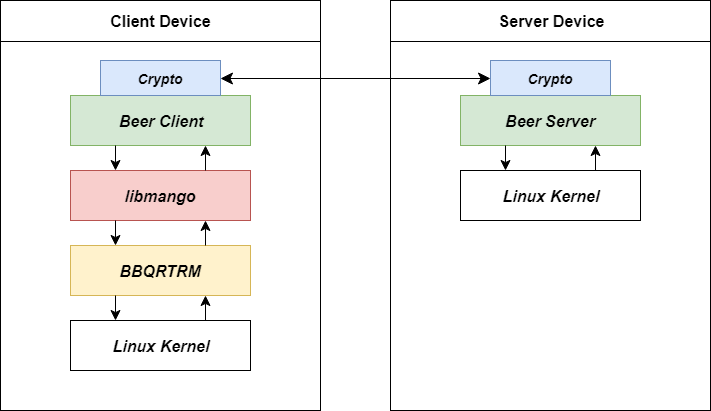 Client Device
Crypto
Beer Client
libmango
BBQRTRM
Linux Kernel
Server Device
Crypto
Beer Server
Linux Kernel